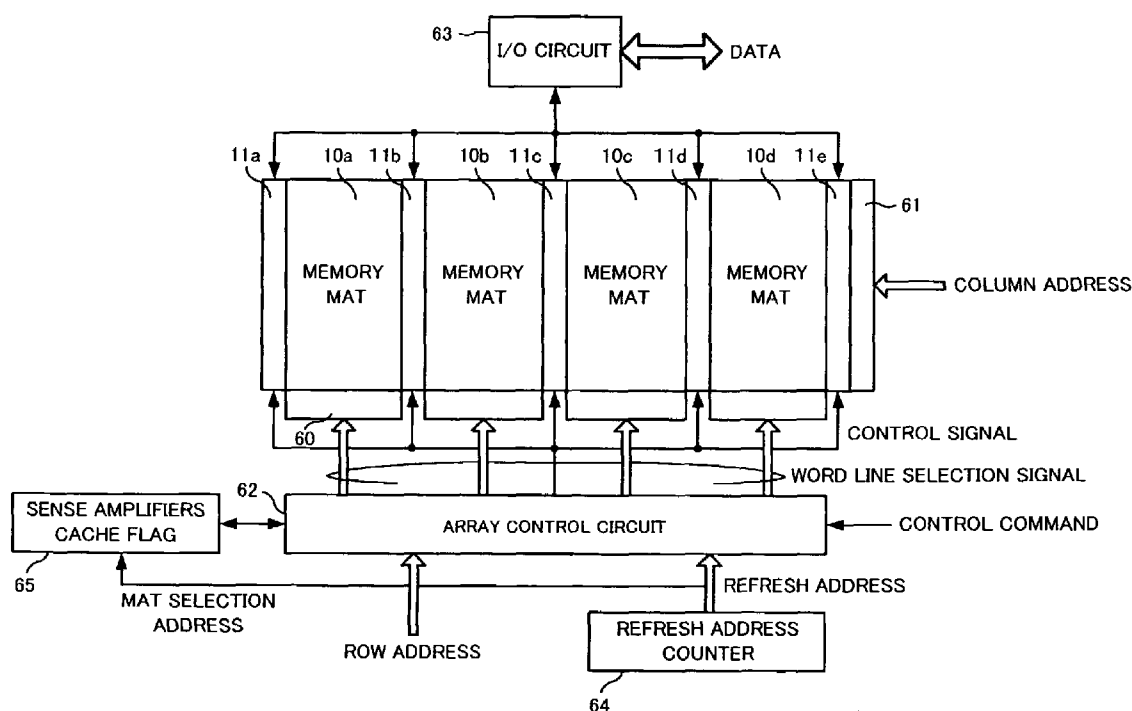 63
I/O CIRCUIT
DATA
11a
10a
11b
10b
11c
10c
11d
10d
11e
61
MEMORY
MAT
MEMORY
MAT
MEMORY
MAT
MEMORY
MAT
COLUMN ADDRESS
60
CONTROL SIGNAL
WORD LINE SELECTION SIGNAL
62
SENSE AMPLIFIERS
CACHE FLAG
ARRAY CONTROL CIRCUIT
CONTROL COMMAND
65
MAT SELECTION
ADDRESS
REFRESH ADDRESS
ROW ADDRESS
REFRESH ADDRESS
COUNTER
64